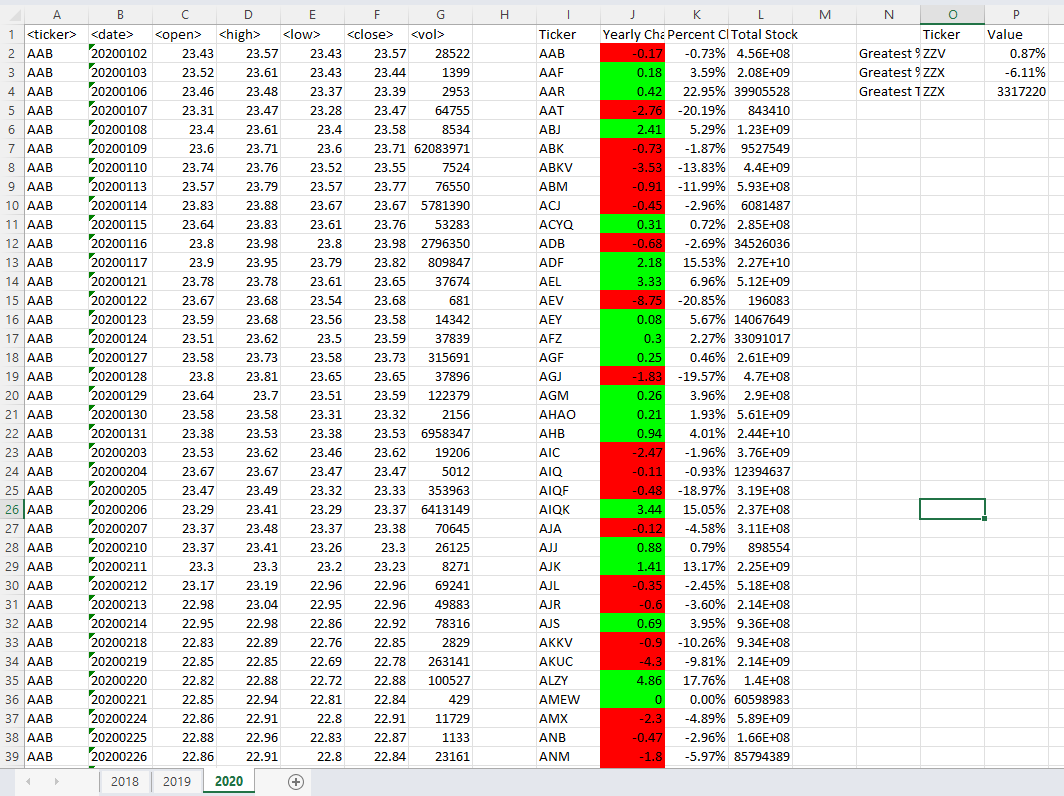 A B C D E F G H I J K L M N O P
1 <ticker> <date> <open> <high> <low> <close> <vol> Ticker Yearly Cha Percent C Total Stock Ticker Value
2 AAB 20200102 23.43 23.57 23.43 23.57 28522 AAB -0.17 -0.73% 4.56E+08 Greatest % ZZV 0.87%
3 AAB 20200103 23.52 23.61 23.43 23.44 1399 AAF 0.18 3.59% 2.08E+09 Greatest % ZZX -6.11%
4 AAB 20200106 23.46 23.48 23.37 23.39 2953 AAR 0.42 22.95% 39905528 Greatest T ZZX 3317220
5 AAB 20200107 23.31 23.47 23.28 23.47 64755 AAT -2.76 -20.19% 843410
6 AAB 20200108 23.4 23.61 23.4 23.58 8534 ABJ 2.41 5.29% 1.23E+09
7 AAB 20200109 23.6 23.71 23.6 23.71 62083971 ABK -0.73 -1.87% 9527549
8 AAB 20200110 23.74 23.76 23.52 23.55 7524 ABKV -3.53 -13.83% 4.4E+09
9 AAB 20200113 23.57 23.79 23.57 23.77 76550 ABM -0.91 -11.99% 5.93E+08
10 AAB 20200114 23.83 23.88 23.67 23.67 5781390 ACJ -0.45 -2.96% 6081487
11 AAB 20200115 23.64 23.83 23.61 23.76 53283 ACYQ 0.31 0.72% 2.85E+08
12 AAB 20200116 23.8 23.98 23.8 23.98 2796350 ADB -0.68 -2.69% 34526036
13 AAB 20200117 23.9 23.95 23.79 23.82 809847 ADF 2.18 15.53% 2.27E+10
14 AAB 20200121 23.78 23.78 23.61 23.65 37674 AEL 3.33 6.96% 5.12E+09
15 AAB 20200122 23.67 23.68 23.54 23.68 681 AEV -8.75 -20.85% 196083
16 AAB 20200123 23.59 23.68 23.56 23.58 14342 AEY 0.08 5.67% 14067649
17 AAB 20200124 23.51 23.62 23.5 23.59 37839 AFZ 0.3 2.27% 33091017
18 AAB 20200127 23.58 23.73 23.58 23.73 315691 AGF 0.25 0.46% 2.61E+09
19 AAB 20200128 23.8 23.81 23.65 23.65 37896 AGJ -1.83 -19.57% 4.7E+08
20 AAB 20200129 23.64 23.7 23.51 23.59 122379 AGM 0.26 3.96% 2.9E+08
21 AAB 20200130 23.58 23.58 23.31 23.32 2156 AHAO 0.21 1.93% 5.61E+09
22 AAB 20200131 23.38 23.53 23.38 23.53 6958347 AHB 0.94 4.01% 2.44E+10
23 AAB 20200203 23.53 23.62 23.46 23.62 19206 AIC -2.47 -1.96% 3.76E+09
24 AAB 20200204 23.67 23.67 23.47 23.47 5012 AIQ -0.11 -0.93% 12394637
25 AAB 20200205 23.47 23.49 23.32 23.33 353963 AIQF -0.48 -18.97% 3.19E+08
26 AAB 20200206 23.29 23.41 23.29 23.37 6413149 AIQK 3.44 15.05% 2.37E+08
27 AAB 20200207 23.37 23.48 23.37 23.38 70645 AJA -0.12 -4.58% 3.11E+08
28 AAB 20200210 23.37 23.41 23.26 23.3 26125 AJJ 0.88 0.79% 898554
29 AAB 20200211 23.3 23.3 23.2 23.23 8271 AJK 1.41 13.17% 2.25E+09
30 AAB 20200212 23.17 23.19 22.96 22.96 69241 AJL -0.35 -2.45% 5.18E+08
31 AAB 20200213 22.98 23.04 22.95 22.96 49883 AJR -0.6 -3.60% 2.14E+08
32 AAB 20200214 22.95 22.98 22.86 22.92 78316 AJS 0.69 3.95% 9.36E+08
33 AAB 20200218 22.83 22.89 22.76 22.85 2829 AKKV -0.9 -10.26% 9.34E+08
34 AAB 20200219 22.85 22.85 22.69 22.78 263141 AKUC -4.3 -9.81% 2.14E+09
35 AAB 20200220 22.82 22.88 22.72 22.88 100527 ALZY 4.86 17.76% 1.4E+08
36 AAB 20200221 22.85 22.94 22.81 22.84 429 AMEW 0 0.00% 60598983
37 AAB 20200224 22.86 22.91 22.8 22.91 11729 AMX -2.3 -4.89% 5.89E+09
38 AAB 20200225 22.88 22.96 22.83 22.87 1133 ANB -0.47 -2.96% 1.66E+08
39 AAB 20200226 22.86 22.91 22.8 22.84 23161 ANM -1.8 -5.97% 85794389
2018 2019 2020